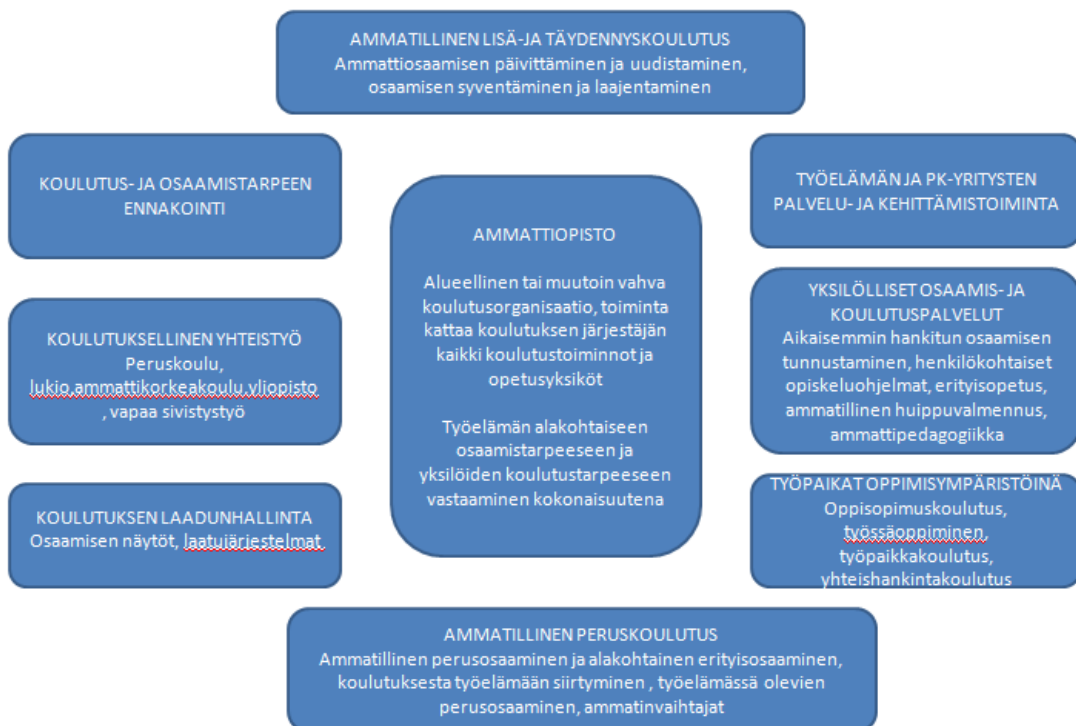 AMMATILLINEN LISÄ-JA TÄYDENNYSKOULUTUS
Ammattiosaamisen päivittäminen ja uudistaminen,
osaamisen syventäminen ja laajentaminen
KOULUTUS- JA OSAAMISTARPEEN
ENNAKOINTI
KOULUTUKSELLINEN YHTEISTYÖ
Peruskoulu,
lukio,ammattikorkeakoulu,yliopisto
, vapaa sivistystyö
KOULUTUKSEN LAADUNHALLINTA
Osaamisen näytöt, laatujärjestelmat
AMMATTIOPISTO
Alueellinen tai muutoin vahva
koulutusorganisaatio, toiminta
kattaa koulutuksen järjestäjän
kaikki koulutustoiminnot ja
opetusyksiköt
Työelämän alakohtaiseen
osaamistarpeeseen ja
yksilöiden koulutustarpeeseen
vastaaminen kokonaisuutena
TYÖELÄMÄN JA PK-YRITYSTEN
PALVELU- JA KEHITTÄMISTOIMINTA
YKSILÖLLISET OSAAMIS- JA
KOULUTUSPALVELUT
Aikaisemmin hankitun osaamisen
tunnustaminen, henkilökohtaiset
opiskeluohjelmat, erityisopetus,
ammatillinen huippuvalmennus,
ammattipedagogiikka
TYÖPAIKAT OPPIMISYMPÄRISTÖINÄ
Oppisopimuskoulutus,
työssäoppiminen,
työpaikkakoulutus,
yhteishankintakoulutus
AMMATILLINEN PERUSKOULUTUS
Ammatillinen perusosaaminen ja alakohtainen erityisosaaminen,
koulutuksesta työelämään siirtyminen , työelämässä olevien
perusosaaminen, ammatinvaihtajat